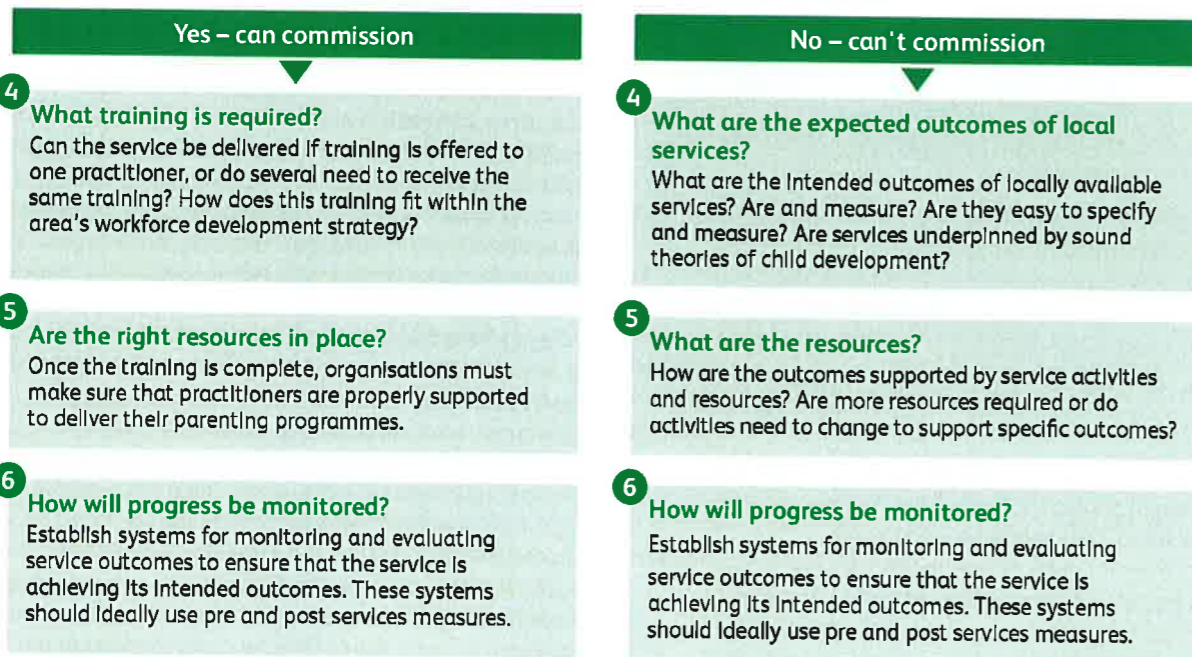 Yes – can commission
4
What training is required?
Can the service be delivered if training is offered to
one practitioner, or do several need to receive the
same training? How does this training fit within the
area's workforce development strategy?
5
Are the right resources in place?
Once the training is complete, organisations must
make sure that practitioners are properly supported
to deliver their parenting programmes.
6
How will progress be monitored?
Establish systems for monitoring and evaluating
service outcomes to ensure that the service is
achieving its intended outcomes. These systems
should ideally use pre and post services measures.
No – can't commission
4
What are the expected outcomes of local
services?
What are the intended outcomes of locally available
services? Are and measure? Are they easy to specify
and measure? Are services underpinned by sound
theories of child development?
5
What are the resources?
How are the outcomes supported by service activities
and resources? Are more resources required or do
activities need to change to support specific outcomes?
6
How will progress be monitored?
Establish systems for monitoring and evaluating
service outcomes to ensure that the service is
achieving its intended outcomes. These systems
should ideally use pre and post services measures.